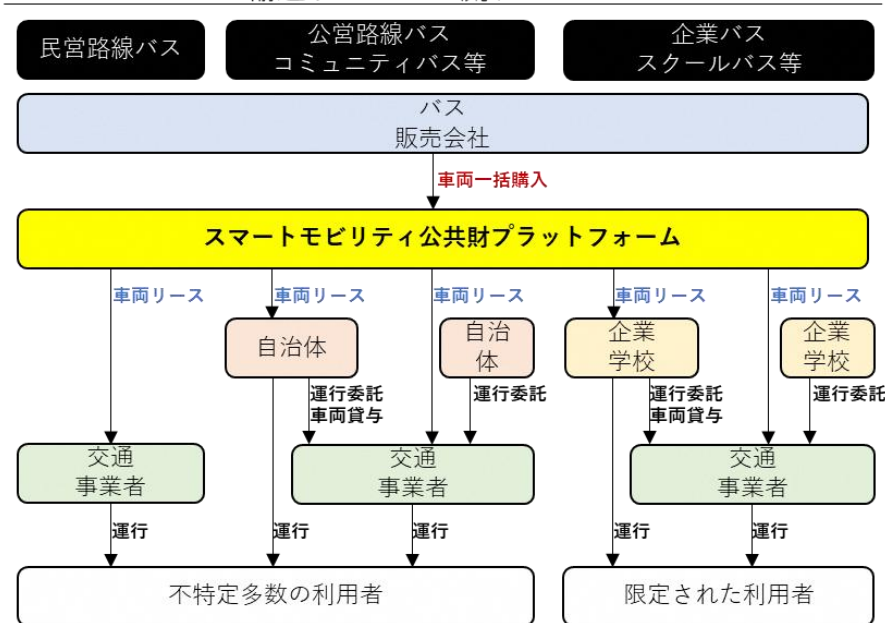 民営路線バス
公営路線バス
コミュニティバス等
企業バス
スクールバス等
バス
販売会社
車両一括購入
スマートモビリティ公共財プラットフォーム
車両リース
車両リース
車両リース
車両リース
車両リース
自治体
自治
体
企業
学校
企業
学校
運行委託
車両貸与
運行委託
運行委託
車両貸与
運行委託
交通
事業者
交通
事業者
交通
事業者
運行
運行
運行
運行
運行
不特定多数の利用者
限定された利用者